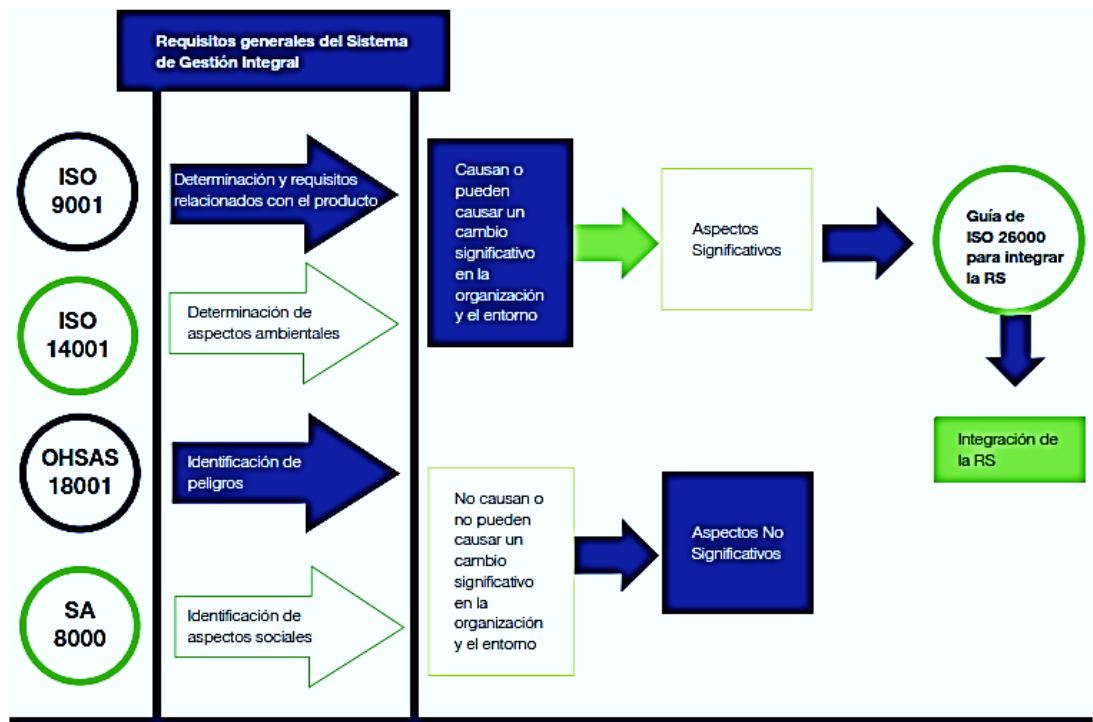 Requisitos generales del Sistema
de Gestión Integral
ISO
9001
Determinación y requisitos
relacionados con el producto
ISO
14001
Determinación de
aspectos ambientales
OHSAS
18001
Identificación de
peligros
SA
8000
Identificación de
aspectos sociales
Causan o
pueden
causar un
cambio
significativo
en la
organización
y el entorno
Aspectos
Significativos
Guía de
ISO 26000
para integrar
la RS
Integración de
la RS
No causan o
no pueden
causar un
cambio
significativo
en la
organización
y el entorno
Aspectos No
Significativos